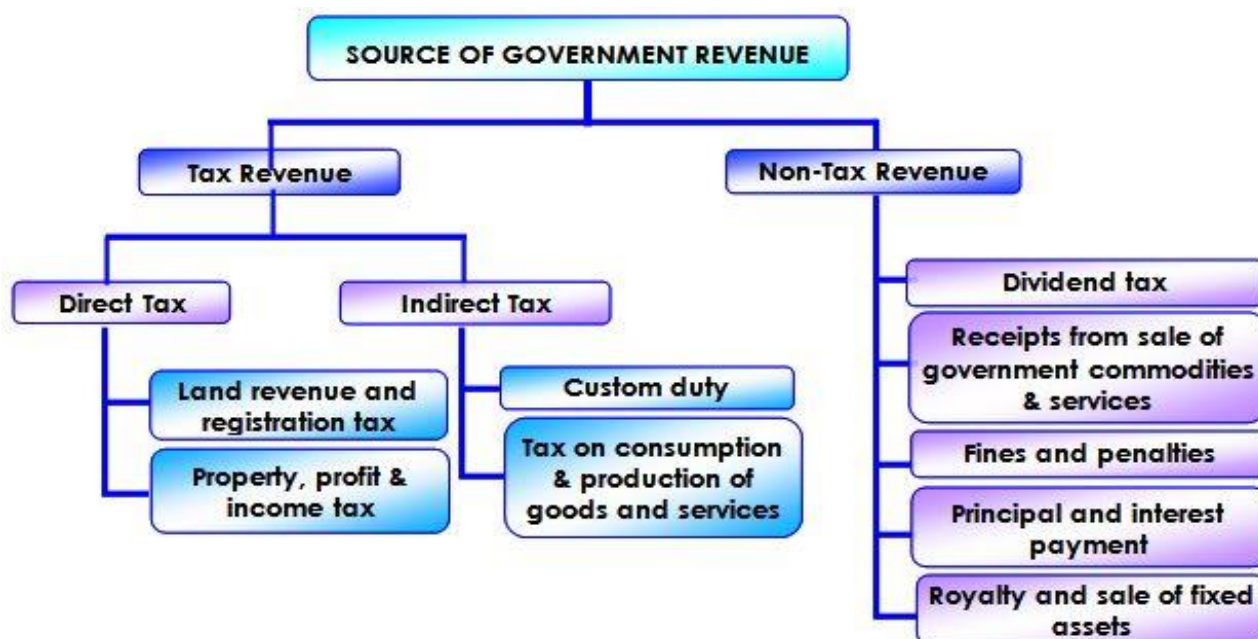 SOURCE OF GOVERNMENT REVENUE
Tax Revenue
Non-Tax Revenue
Direct Tax
Indirect Tax
Land revenue and
registration tax
Property, profit &
income tax
Custom duty
Tax on consumption
& production of
goods and services
Dividend tax
Receipts from sale of
government commodities
& services
Fines and penalties
Principal and interest
payment
Royalty and sale of fixed
assets